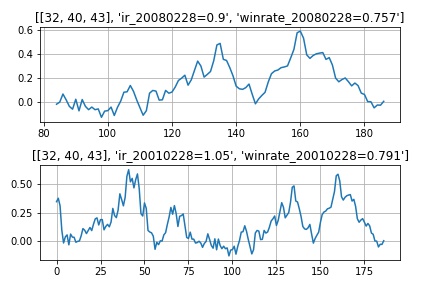 [[32, 40, 43], 'ir_20080228=0.9', 'winrate_20080228=0.757']
0.6
0.4
0.2
0.0
80 100 120 140 160 180
[[32, 40, 43], 'ir_20010228=1.05', 'winrate_20010228=0.791']
0.50
0.25
0.00
0 25 50 75 100 125 150 175